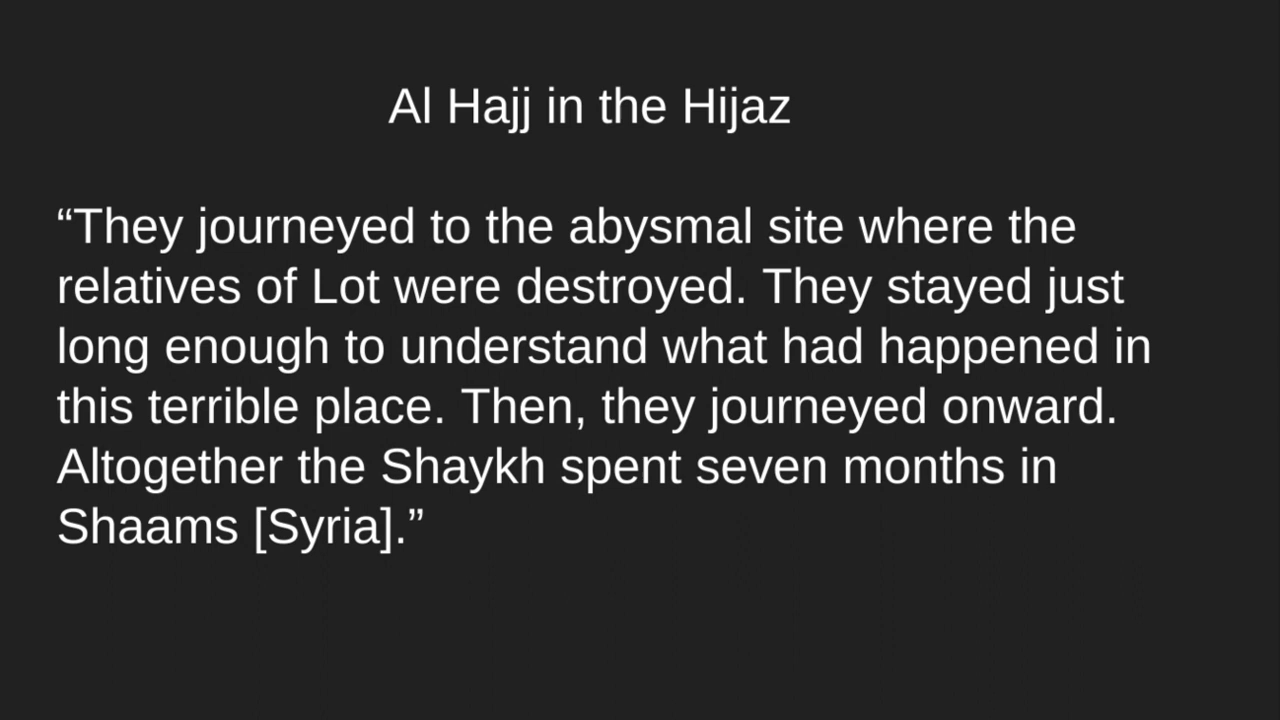 Al Hajj in the Hijaz
“They journeyed to the abysmal site where the
relatives of Lot were destroyed. They stayed just
long enough to understand what had happened in
this terrible place. Then, they journeyed onward.
Altogether the Shaykh spent seven months in
Shaams [Syria].”